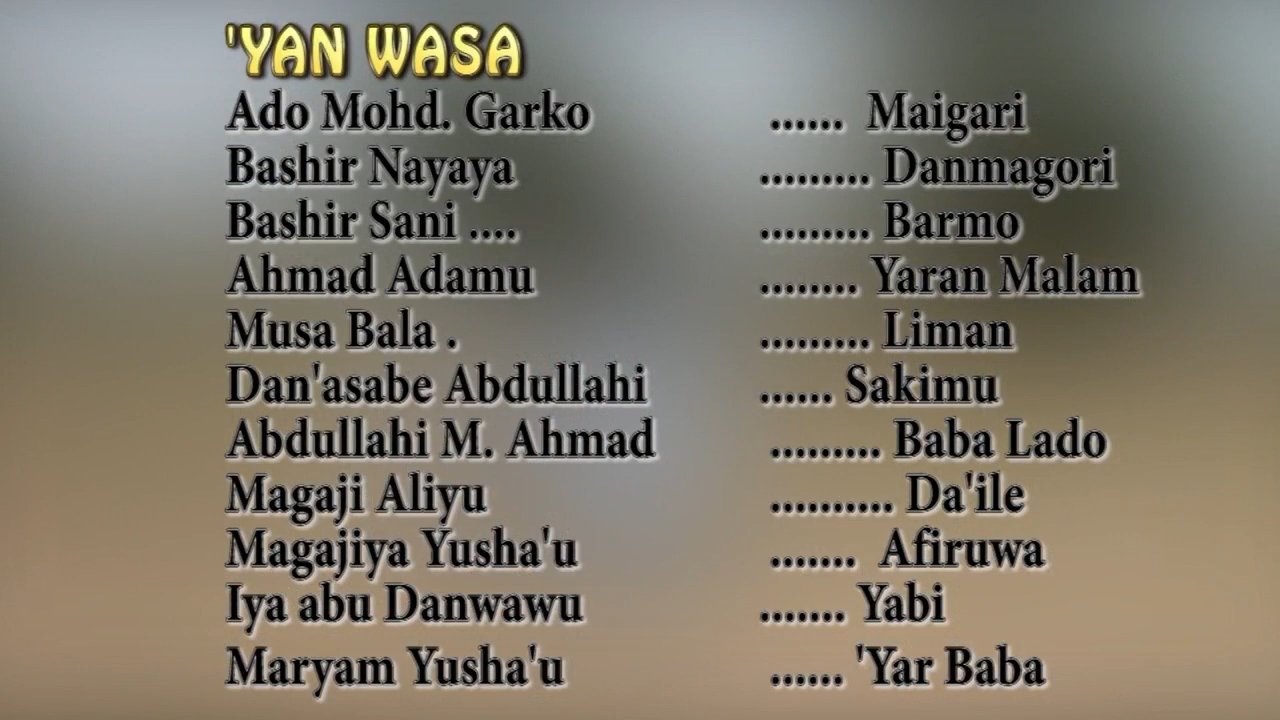 'YAN WASA
Ado Mohd. Garko ...... Maigari
Bashir Nayaya ......... Danmagori
Bashir Sani .... ......... Barmo
Ahmad Adamu ........ Yaran Malam
Musa Bala . ......... Liman
Dan'asabe Abdullahi ...... Sakimu
Abdullahi M. Ahmad ......... Baba Lado
Magaji Aliyu .......... Da'ile
Magajiya Yusha'u ....... Afiruwa
Iya abu Danwawu ....... Yabi
Maryam Yusha'u ...... 'Yar Baba